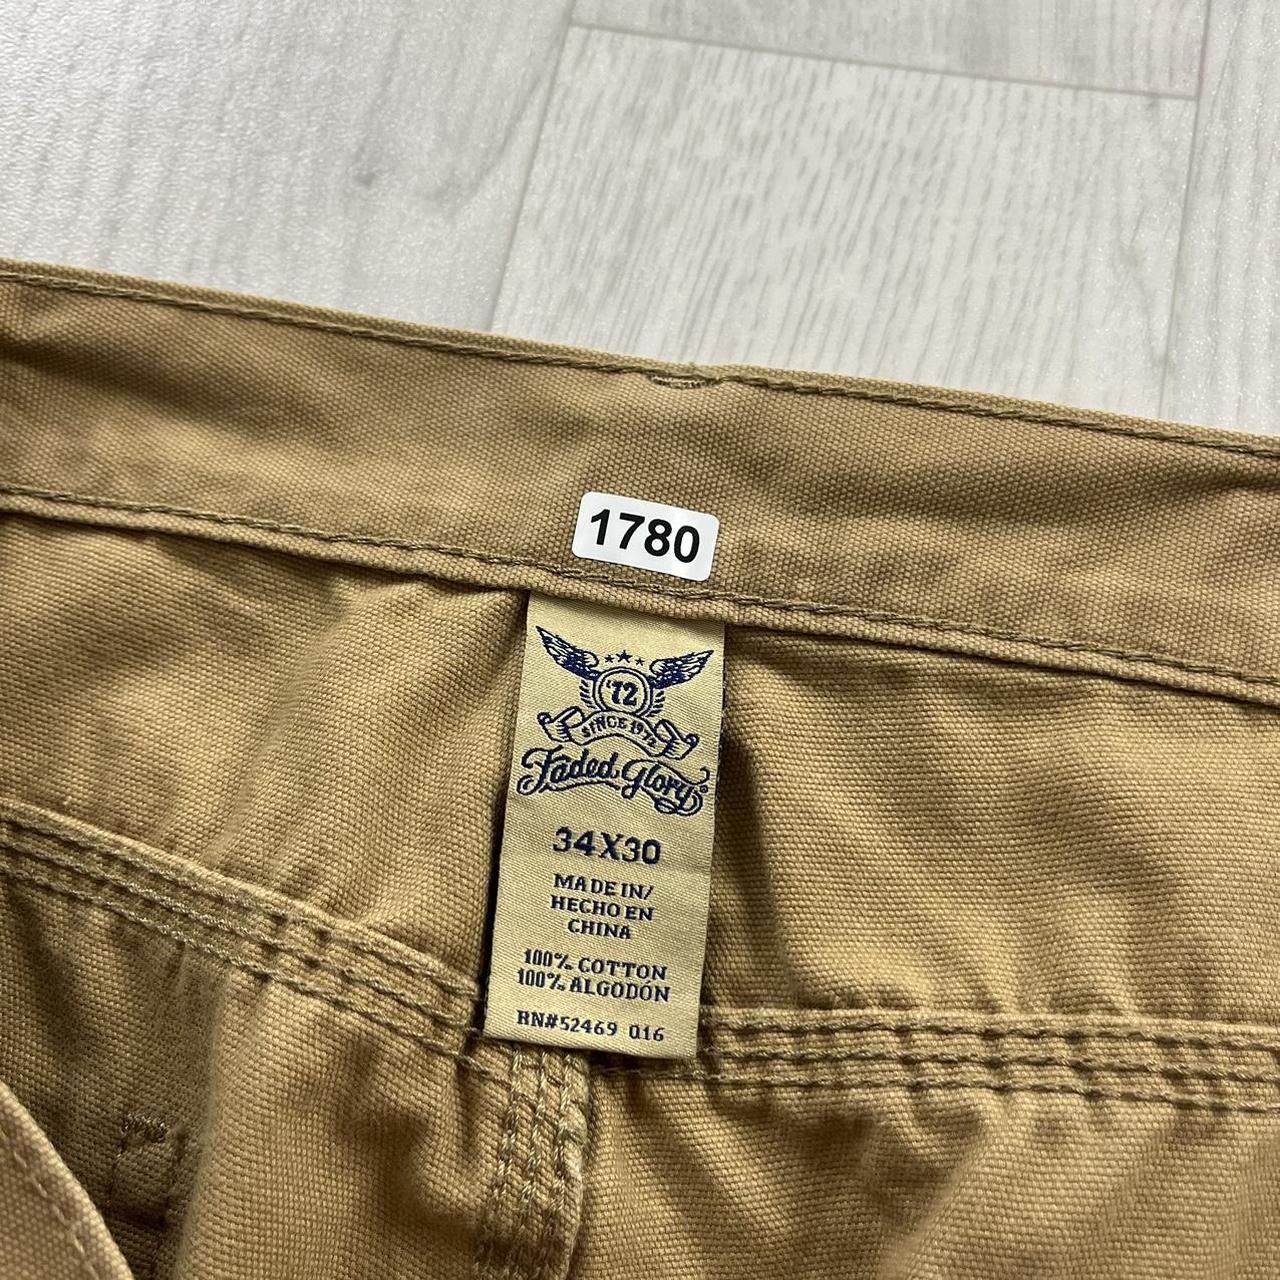 1780
'72
SINCE 1972
Faded Glory®
34X30
MADE IN/
HECHO EN
CHINA
100% COTTON
100% ALGODÓN
RN#52469 016